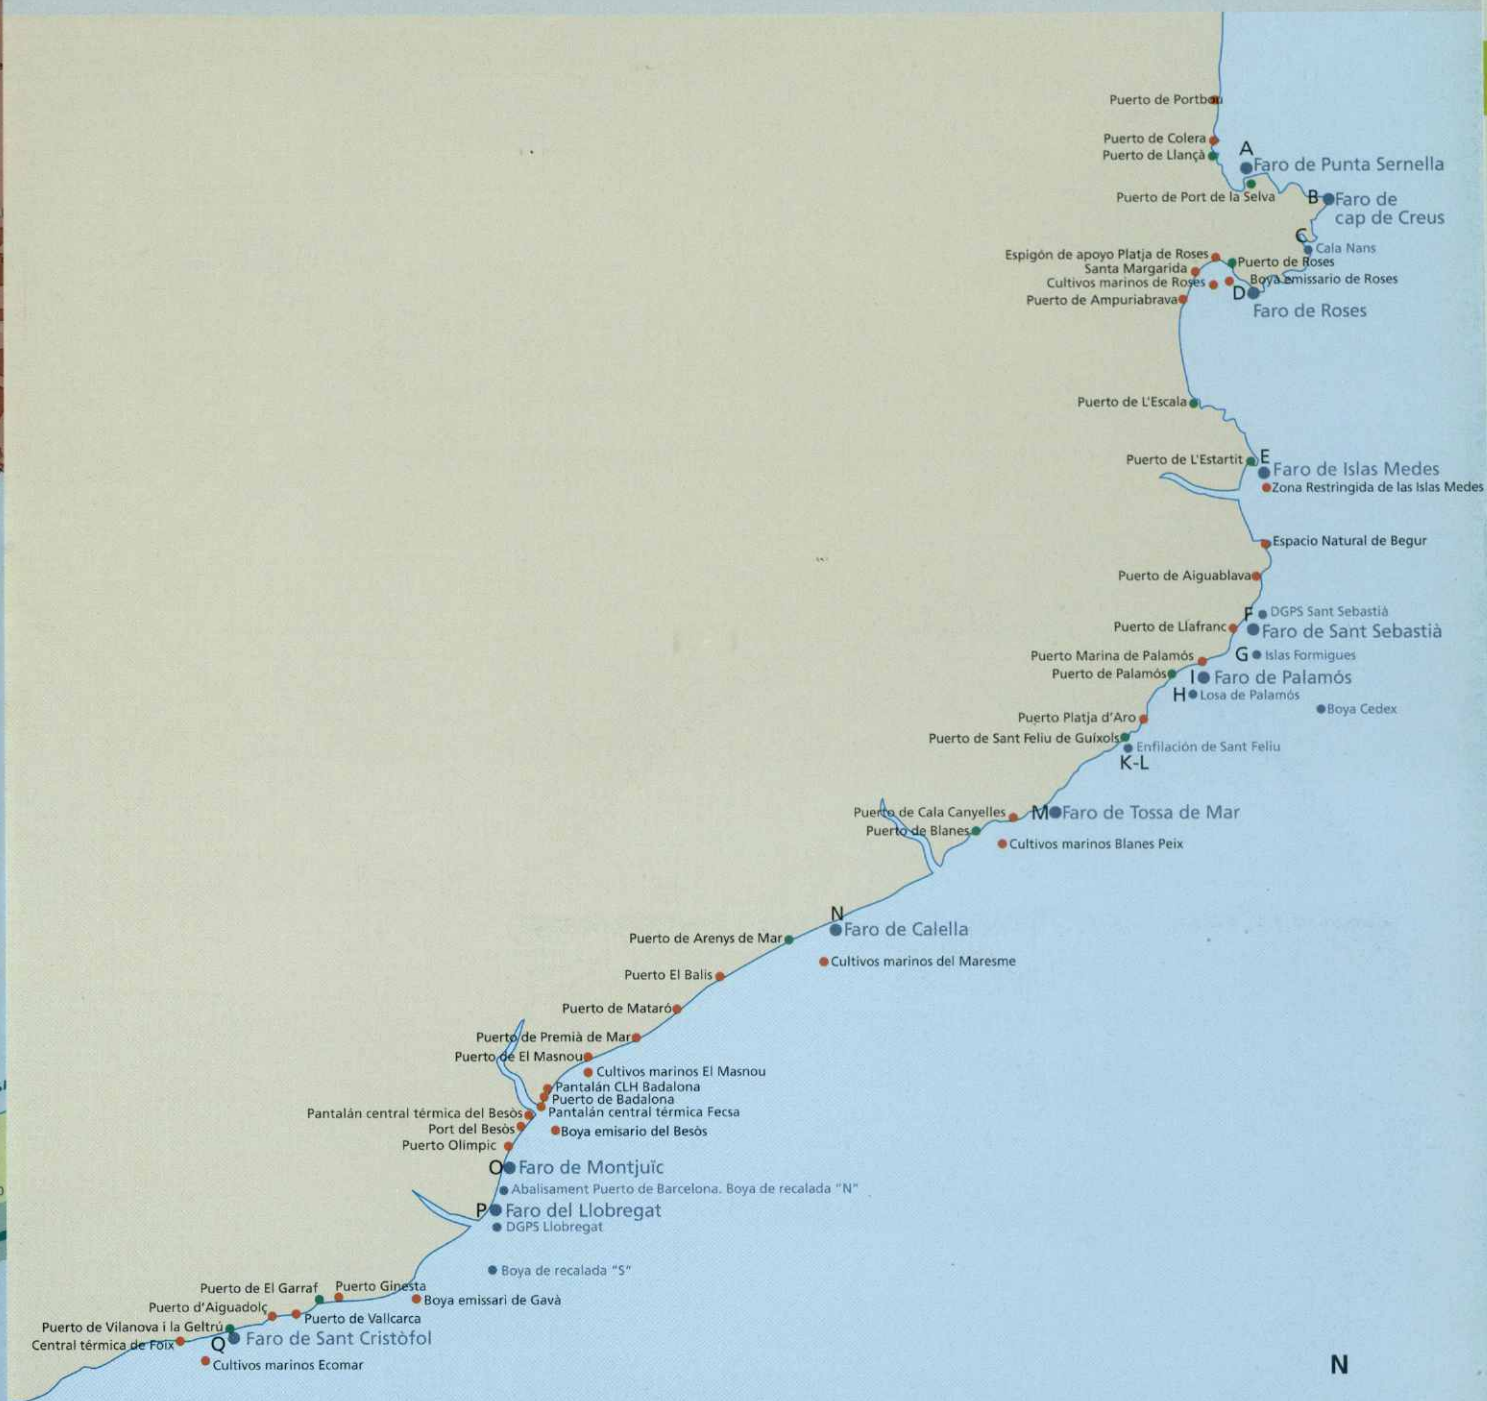 Puerto de Portbou
Puerto de Colera
Puerto de Llançà
A
Faro de Punta Sernella
Puerto de Port de la Selva
B
Faro de
cap de Creus
C
Cala Nans
Espigón de apoyo Platja de Roses
Puerto de Roses
Santa Margarida
Cultivos marinos de Roses
Boya emissario de Roses
D
Puerto de Ampuriabrava
Faro de Roses
Puerto de L'Escala
Puerto de L'Estartit
E
Faro de Islas Medes
Zona Restringida de las Islas Medes
Espacio Natural de Begur
Puerto de Aiguablava
F
DGPS Sant Sebastià
Puerto de Llafranc
Faro de Sant Sebastià
Puerto Marina de Palamós
G
Islas Formigues
Puerto de Palamós
I
Faro de Palamós
H
Losa de Palamós
Boya Cedex
Puerto Platja d'Aro
Puerto de Sant Feliu de Guíxols
Enfilación de Sant Feliu
K-L
Puerto de Cala Canyelles
M
Faro de Tossa de Mar
Puerto de Blanes
Cultivos marinos Blanes Peix
N
Faro de Calella
Puerto de Arenys de Mar
Cultivos marinos del Maresme
Puerto El Balis
Puerto de Mataró
Puerto de Premià de Mar
Puerto de El Masnou
Cultivos marinos El Masnou
Pantalán CLH Badalona
Puerto de Badalona
Pantalán central térmica Fecsa
Pantalán central térmica del Besòs
Port del Besòs
Boya emisario del Besòs
Puerto Olimpic
O
Faro de Montjuïc
Abalisament Puerto de Barcelona. Boya de recalada "N"
P
Faro del Llobregat
DGPS Llobregat
Boya de recalada "S"
Puerto de El Garraf
Puerto Ginesta
Boya emissari de Gavà
Puerto d'Aiguadolç
Puerto de Vallcarca
Puerto de Vilanova i la Geltrú
Q
Faro de Sant Cristòfol
Central térmica de Foix
Cultivos marinos Ecomar
N